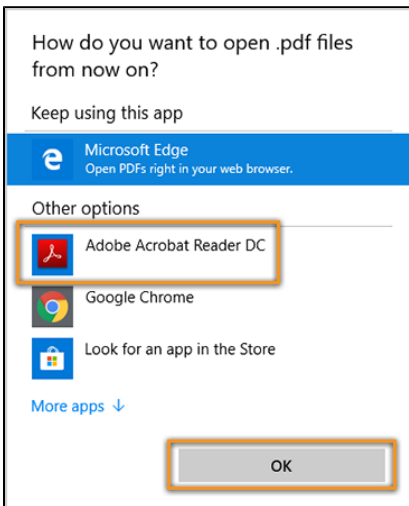 How do you want to open .pdf files
from now on?
Keep using this app
Microsoft Edge
Open PDFs right in your web browser.
Other options
Adobe Acrobat Reader DC
Google Chrome
Look for an app in the Store
More apps ↓
OK